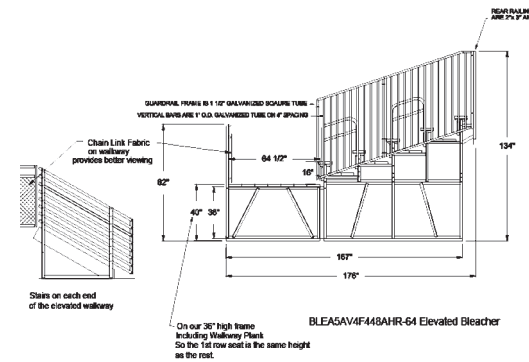 REAR RAILIN
ARE 2"x 2" A
GUARDRAIL FRAME IS 1 1/2" GALVANIZED SQAURE TUBE
VERTICAL BARS ARE 1" O.D. GALVANIZED TUBE ON 4" SPACING
Chain Link Fabric
on walkway
provides better viewing
64 1/2"
16"
134"
82"
40"
36"
167"
176"
Stairs on each end
of the elevated walkway
On our 36" high frame
Including Walkway Plank
So the 1st row seat is the same height
as the rest.
BLEA5AV4F448AHR-64 Elevated Bleacher